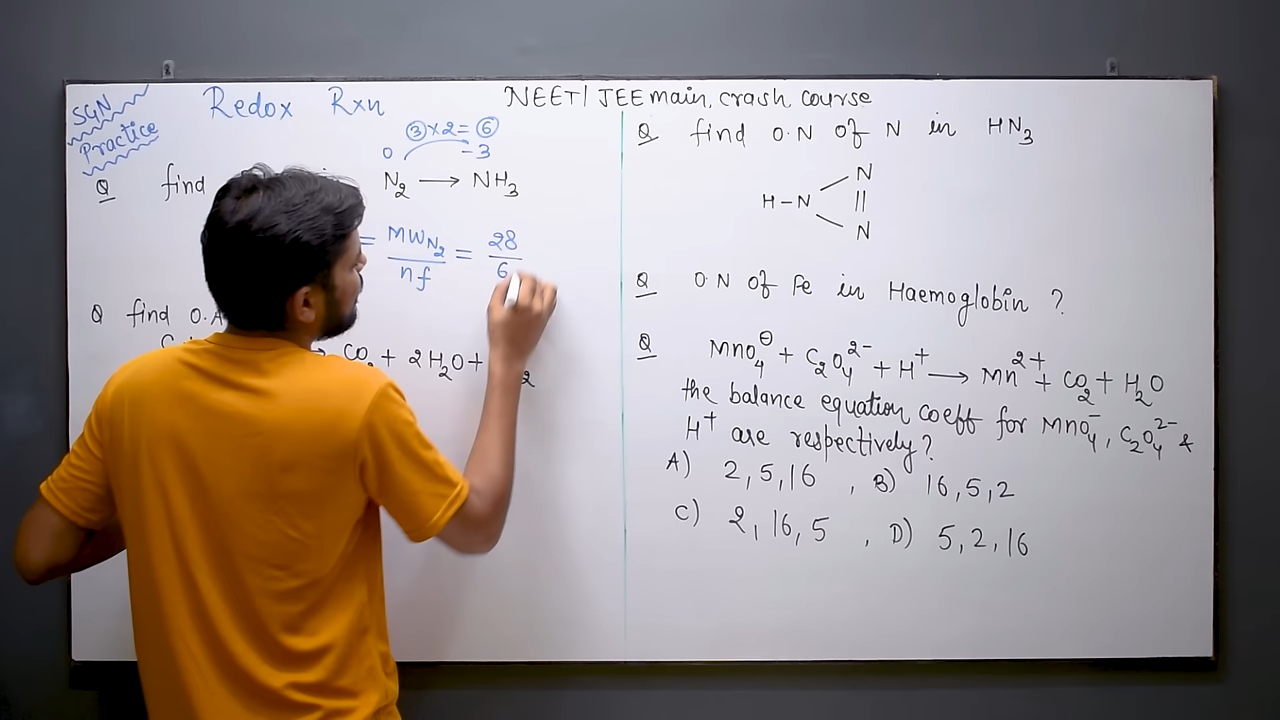 SGN
Practice
Redox Rxn
NEET/JEE main, crash course
③×2=⑥
0 -3
Q find N₂ ⟶ NH₃
= MW N₂ / nf = 28 / 6
Q find O.A
CO₂ + 2H₂O +
Q find O.N of N in HN₃
N
H–N ||
N
Q O.N of Fe in Haemoglobin ?
Q MnO₄⊖ + C₂O₄²⁻ + H⁺ ⟶ Mn²⁺ + CO₂ + H₂O
the balance equation coeff for MnO₄⁻, C₂O₄²⁻ &
H⁺ are respectively?
A) 2,5,16 , B) 16,5,2
C) 2,16,5 , D) 5,2,16